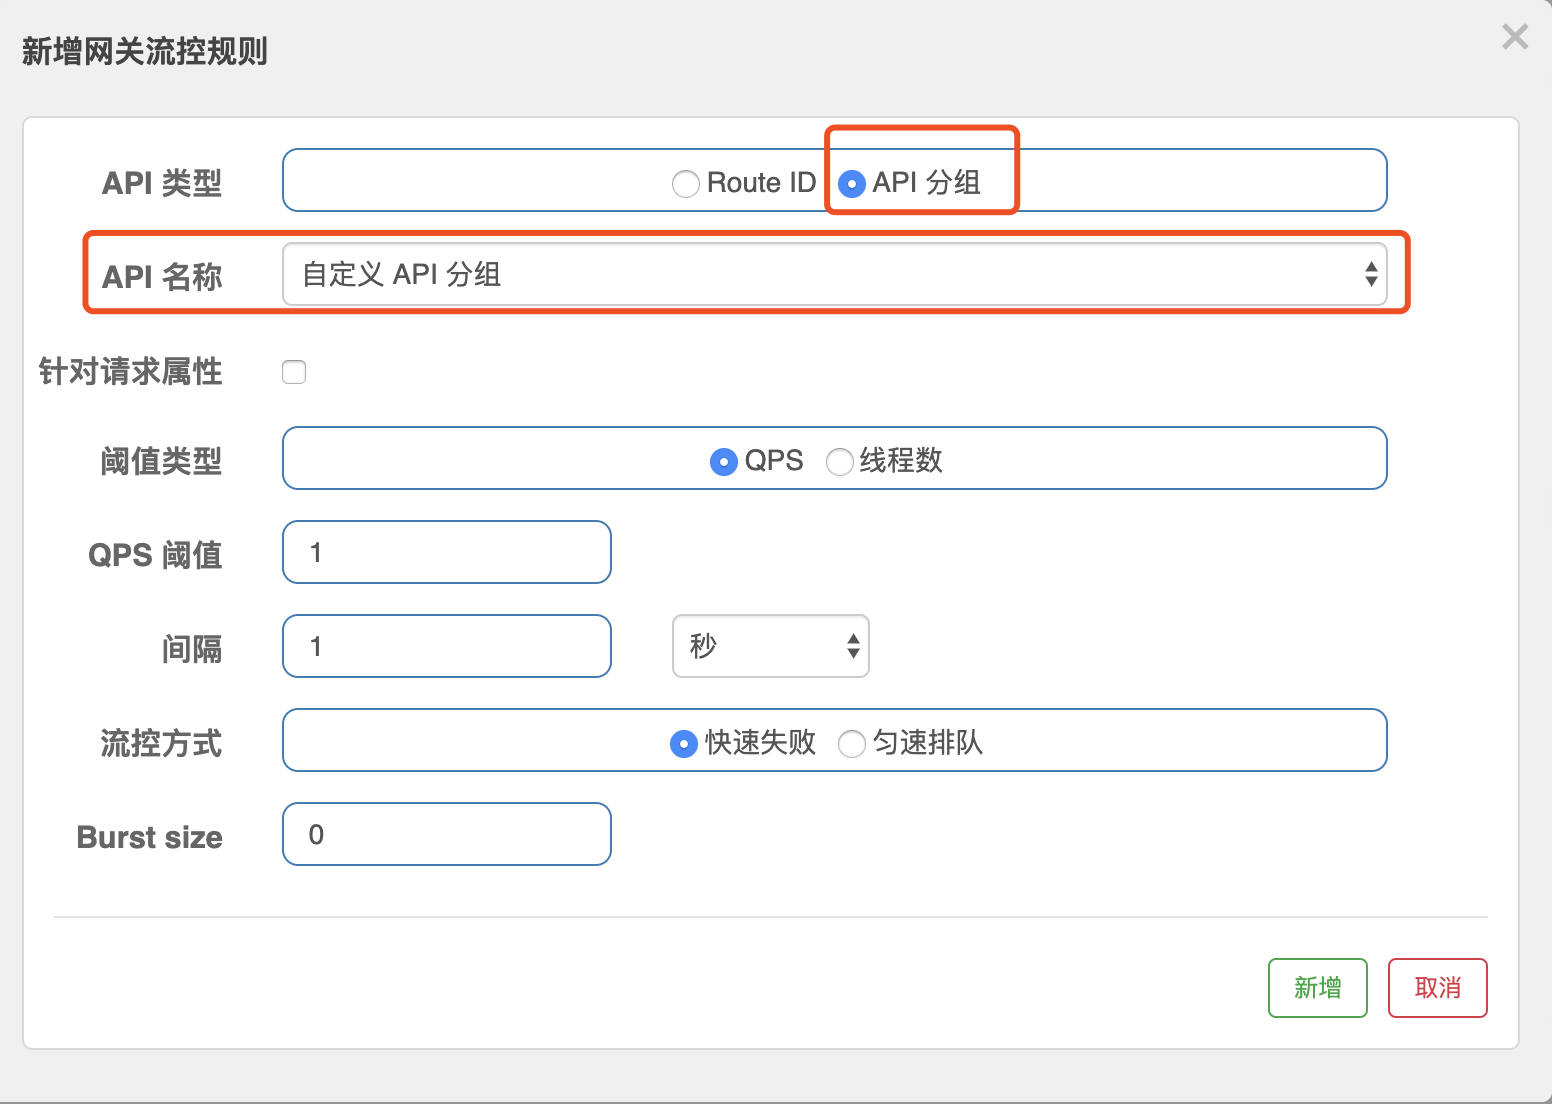 新增网关流控规则
API 类型
Route ID API 分组
API 名称
自定义 API 分组
针对请求属性
阈值类型
QPS 线程数
QPS 阈值
1
间隔
1
秒
流控方式
快速失败 匀速排队
Burst size
0
新增
取消